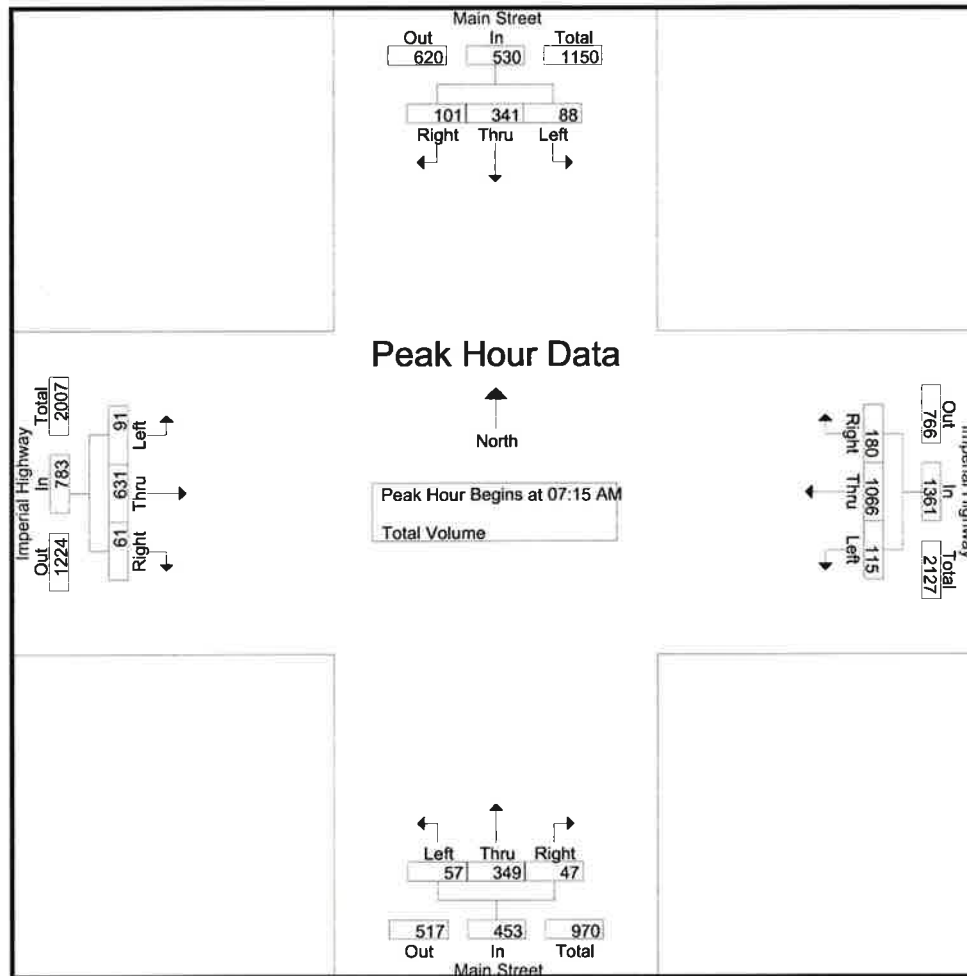 Main Street
Out In Total
620 530 1150
101 341 88
Right Thru Left
Peak Hour Data
North
Peak Hour Begins at 07:15 AM
Total Volume
Imperial Highway
Out In Total
1224 783 2007
61 631 91
Right Thru Left
Imperial Highway
Out In Total
766 1361 2127
180 1066 115
Right Thru Left
Left Thru Right
57 349 47
517 453 970
Out In Total
Main Street